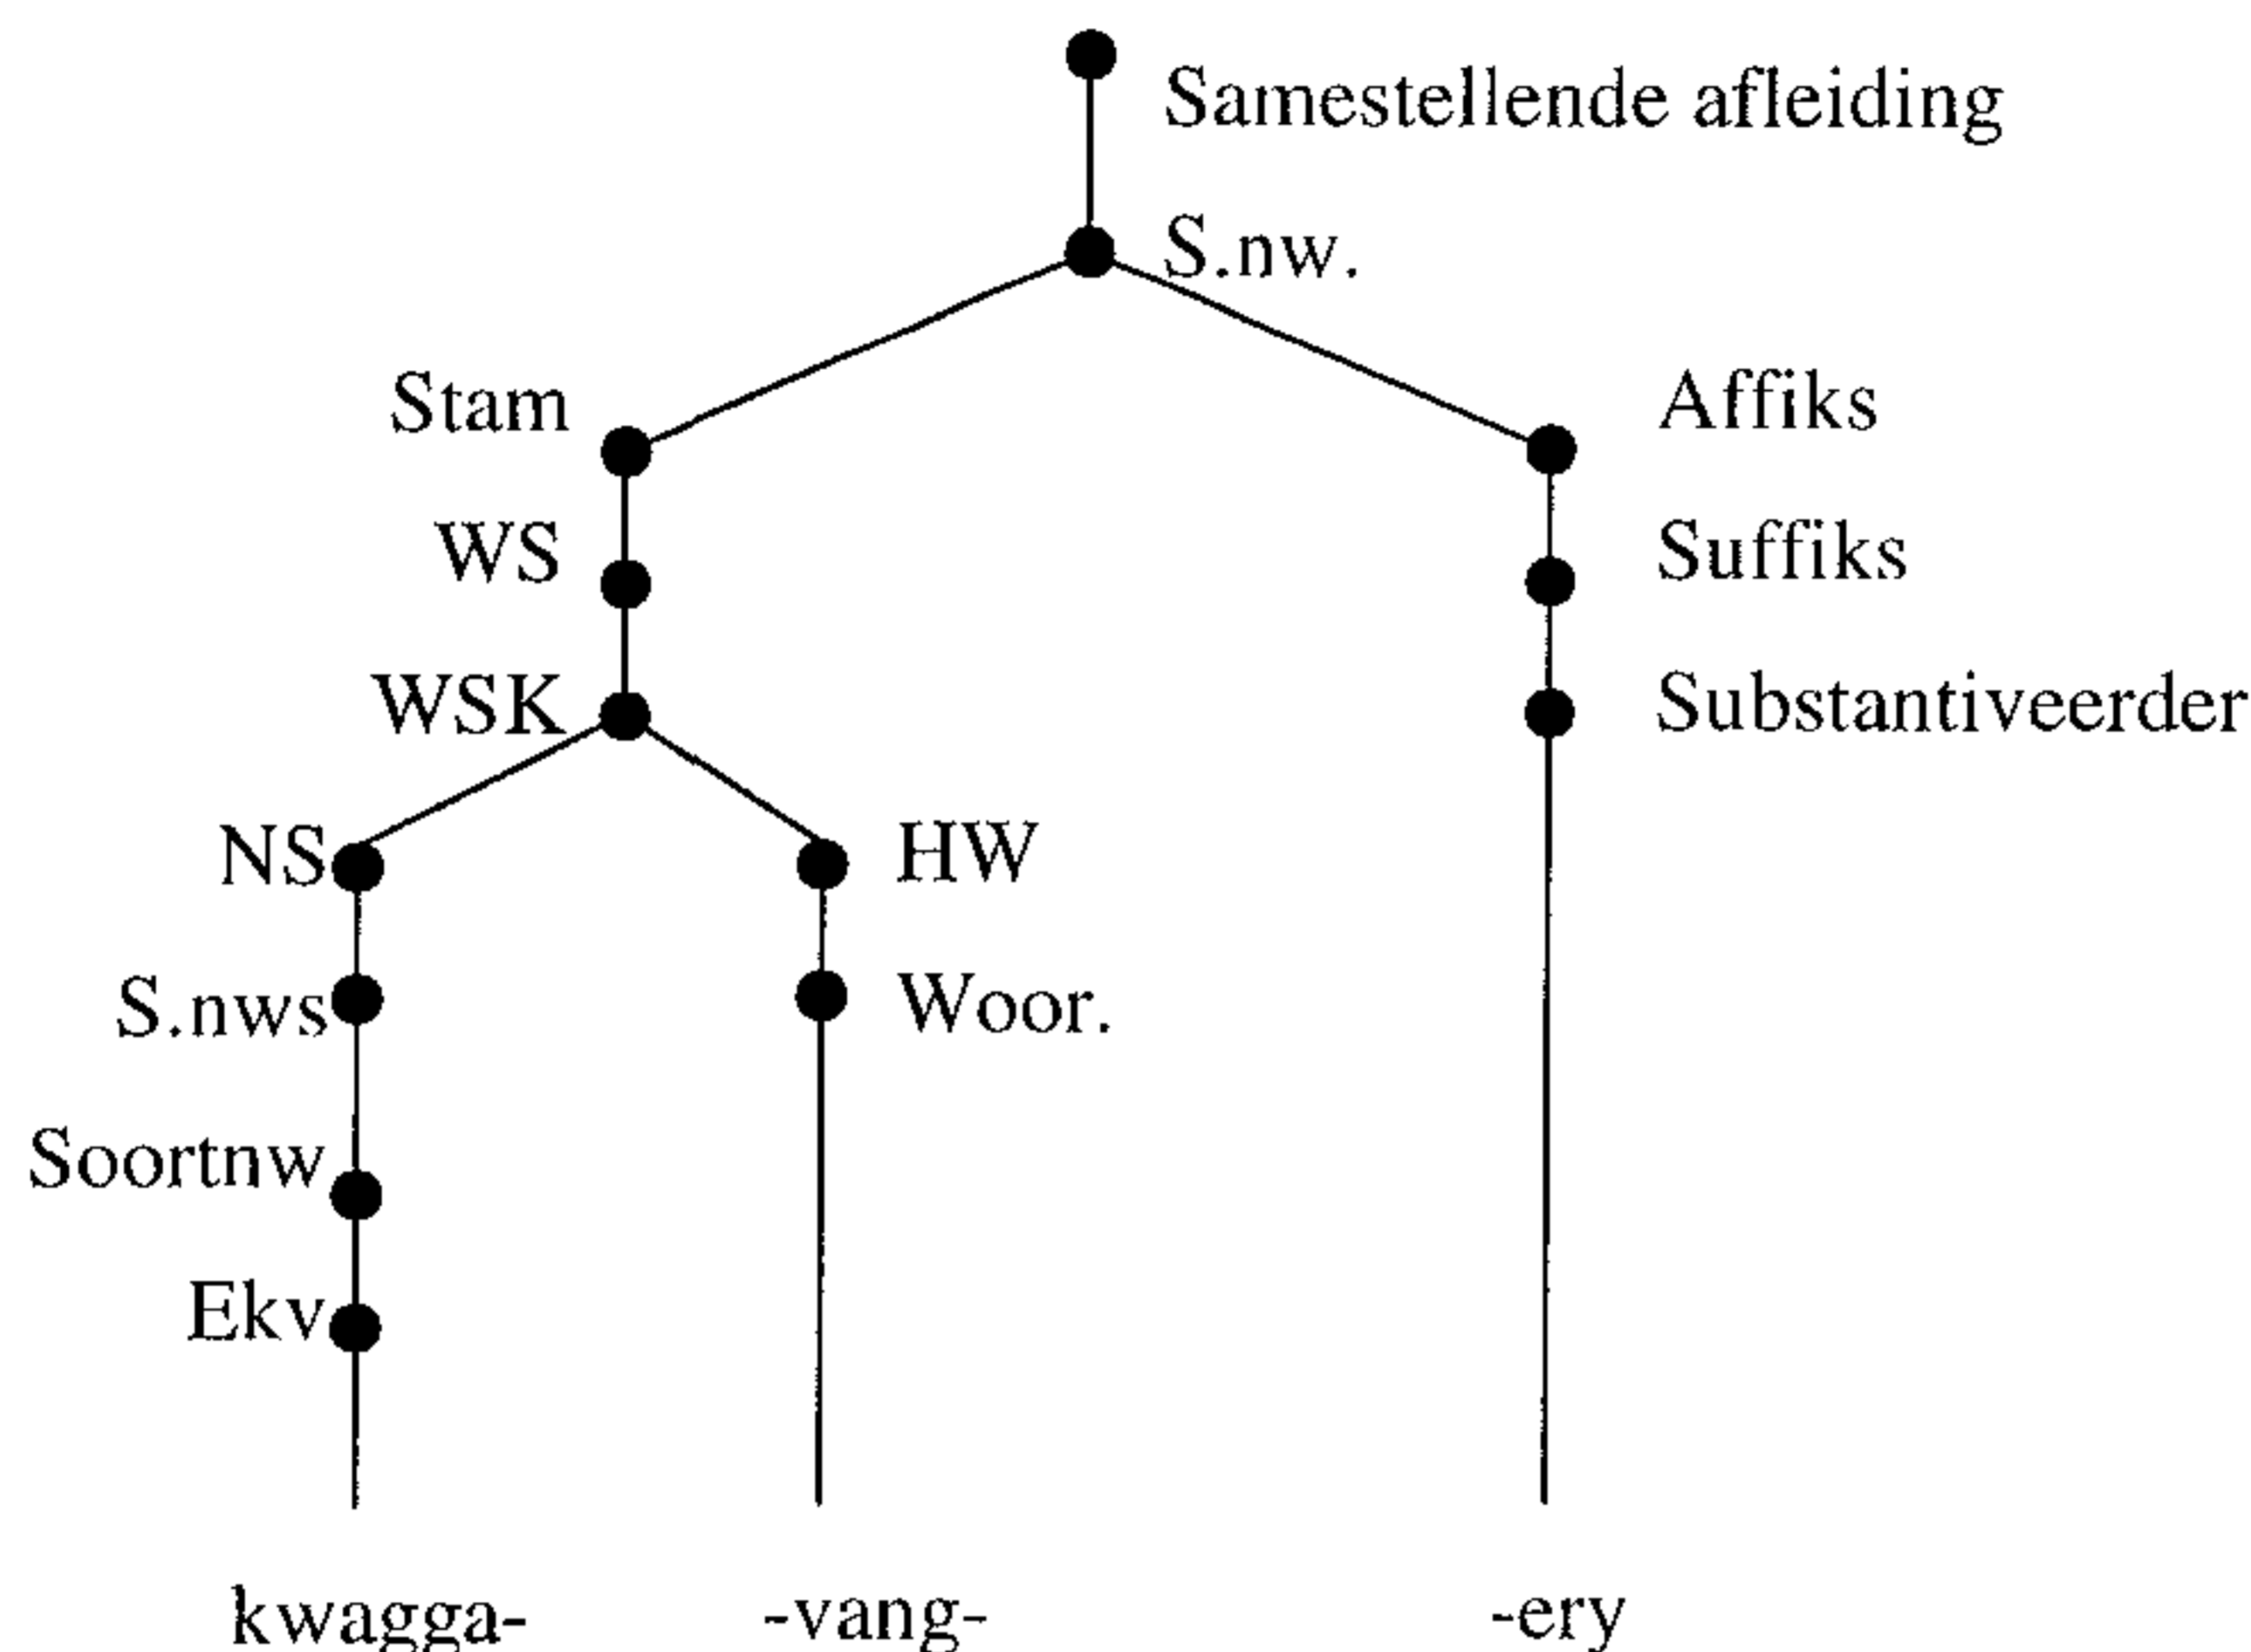 Samestellende afleiding
S.nw.
Stam
Affiks
WS
Suffiks
WSK
Substantiveerder
NS
HW
S.nws
Woor.
Soortnw
Ekv
kwagga-
-vang-
-ery